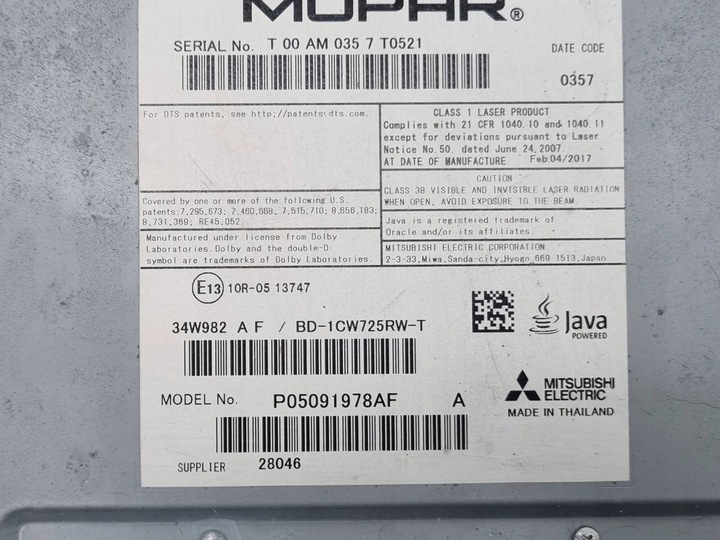 MOPAR®
SERIAL No. T 00 AM 035 7 T0521
DATE CODE
0357
For DTS patents, see http://patents.dts.com.
Covered by one or more of the following U.S.
patents:7,295,673; 7,460,668; 7,515,710; 8,656,183;
8,731,369; RE45,052.
Manufactured under license from Dolby
Laboratories. Dolby and the double-D
symbol are trademarks of Dolby Laboratories.
CLASS 1 LASER PRODUCT
Complies with 21 CFR 1040.10 and 1040.11
except for deviations pursuant to Laser
Notice No.50. dated June 24,2007.
AT DATE OF MANUFACTURE Feb/04/2017
CAUTION
CLASS 3B VISIBLE AND INVISIBLE LASER RADIATION
WHEN OPEN, AVOID EXPOSURE TO THE BEAM.
Java is a registered trademark of
Oracle and/or its affiliates.
MITSUBISHI ELECTRIC CORPORATION
2-3-33, Miwa, Sanda-city, Hyogo, 669-1513, Japan
E13 10R-05 13747
34W982 A F / BD-1CW725RW-T
Java
POWERED
MODEL No. P05091978AF A
MITSUBISHI
ELECTRIC
MADE IN THAILAND
SUPPLIER 28046